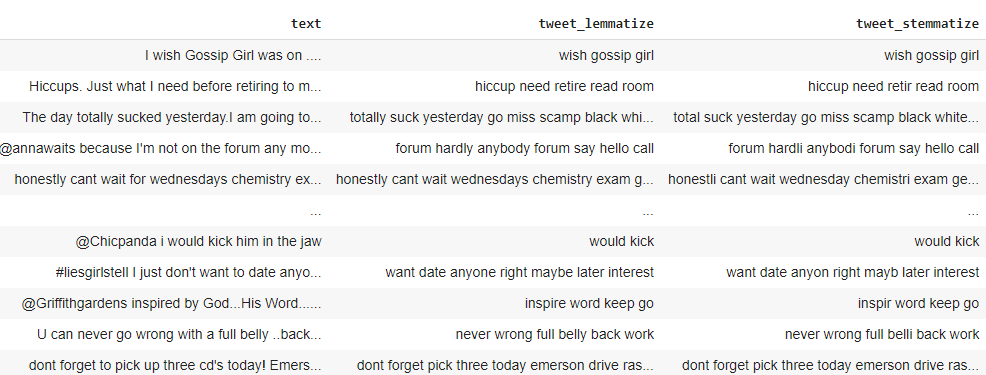 text tweet_lemmatize tweet_stemmatize
I wish Gossip Girl was on .... wish gossip girl wish gossip girl
Hiccups. Just what I need before retiring to m... hiccup need retire read room hiccup need retir read room
The day totally sucked yesterday.I am going to... totally suck yesterday go miss scamp black whi... total suck yesterday go miss scamp black white...
@annawaits because I'm not on the forum any mo... forum hardly anybody forum say hello call forum hardli anybodi forum say hello call
honestly cant wait for wednesdays chemistry ex... honestly cant wait wednesdays chemistry exam g... honestli cant wait wednesday chemistri exam ge...
... ... ...
@Chicpanda i would kick him in the jaw would kick would kick
#liesgirlstell I just don't want to date anyo... want date anyone right maybe later interest want date anyon right mayb later interest
@Griffithgardens inspired by God...His Word...... inspire word keep go inspir word keep go
U can never go wrong with a full belly ..back... never wrong full belly back work never wrong full belli back work
dont forget to pick up three cd's today! Emers... dont forget pick three today emerson drive ras... dont forget pick three today emerson drive ras...